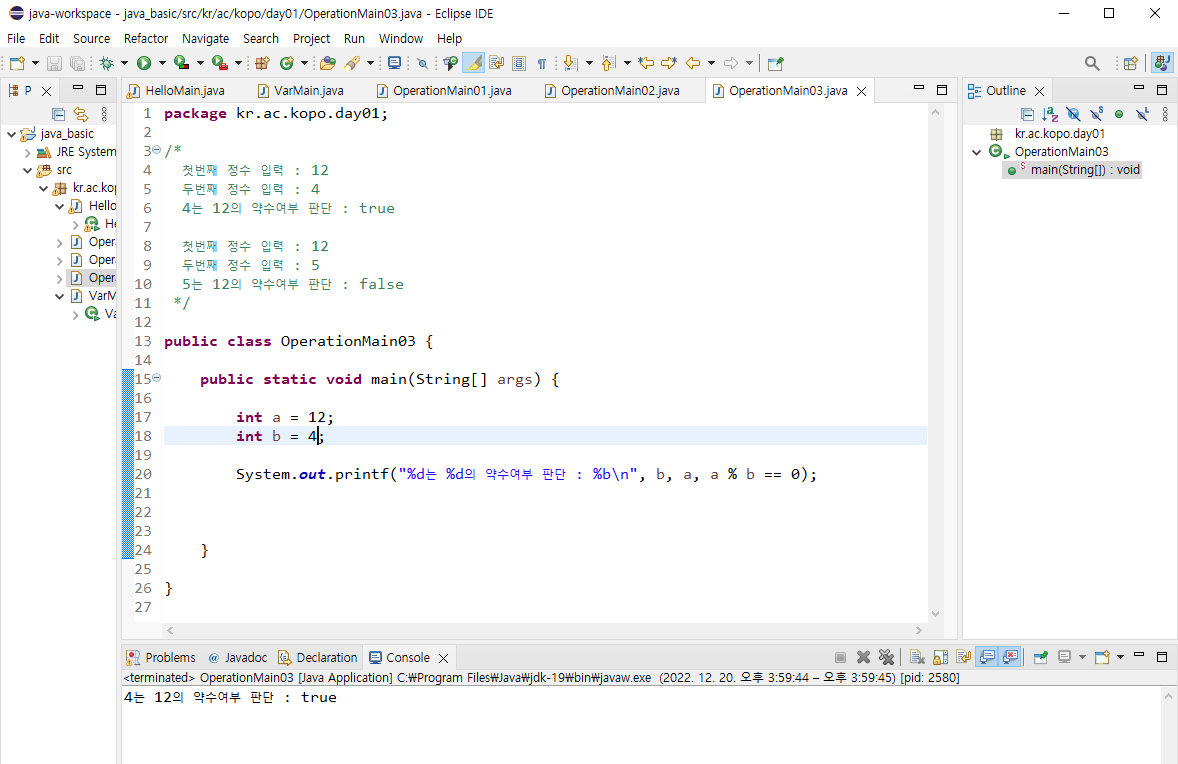 java-workspace - java_basic/src/kr/ac/kopo/day01/OperationMain03.java - Eclipse IDE
File Edit Source Refactor Navigate Search Project Run Window Help
P
HelloMain.java VarMain.java OperationMain01.java OperationMain02.java OperationMain03.java
Outline
java_basic
JRE System
src
kr.ac.kop
Hello
He
Oper
Oper
Oper
VarM
Va
1 package kr.ac.kopo.day01;
2
3 /*
4 첫번째 정수 입력 : 12
5 두번째 정수 입력 : 4
6 4는 12의 약수여부 판단 : true
7
8 첫번째 정수 입력 : 12
9 두번째 정수 입력 : 5
10 5는 12의 약수여부 판단 : false
11 */
12
13 public class OperationMain03 {
14
15 public static void main(String[] args) {
16
17 int a = 12;
18 int b = 4;
19
20 System.out.printf("%d는 %d의 약수여부 판단 : %b\n", b, a, a % b == 0);
21
22
23
24 }
25
26 }
27
kr.ac.kopo.day01
OperationMain03
main(String[]) : void
Problems Javadoc Declaration Console
<terminated> OperationMain03 [Java Application] C:₩Program Files₩Java₩jdk-19₩bin₩javaw.exe (2022. 12. 20. 오후 3:59:44 – 오후 3:59:45) [pid: 2580]
4는 12의 약수여부 판단 : true